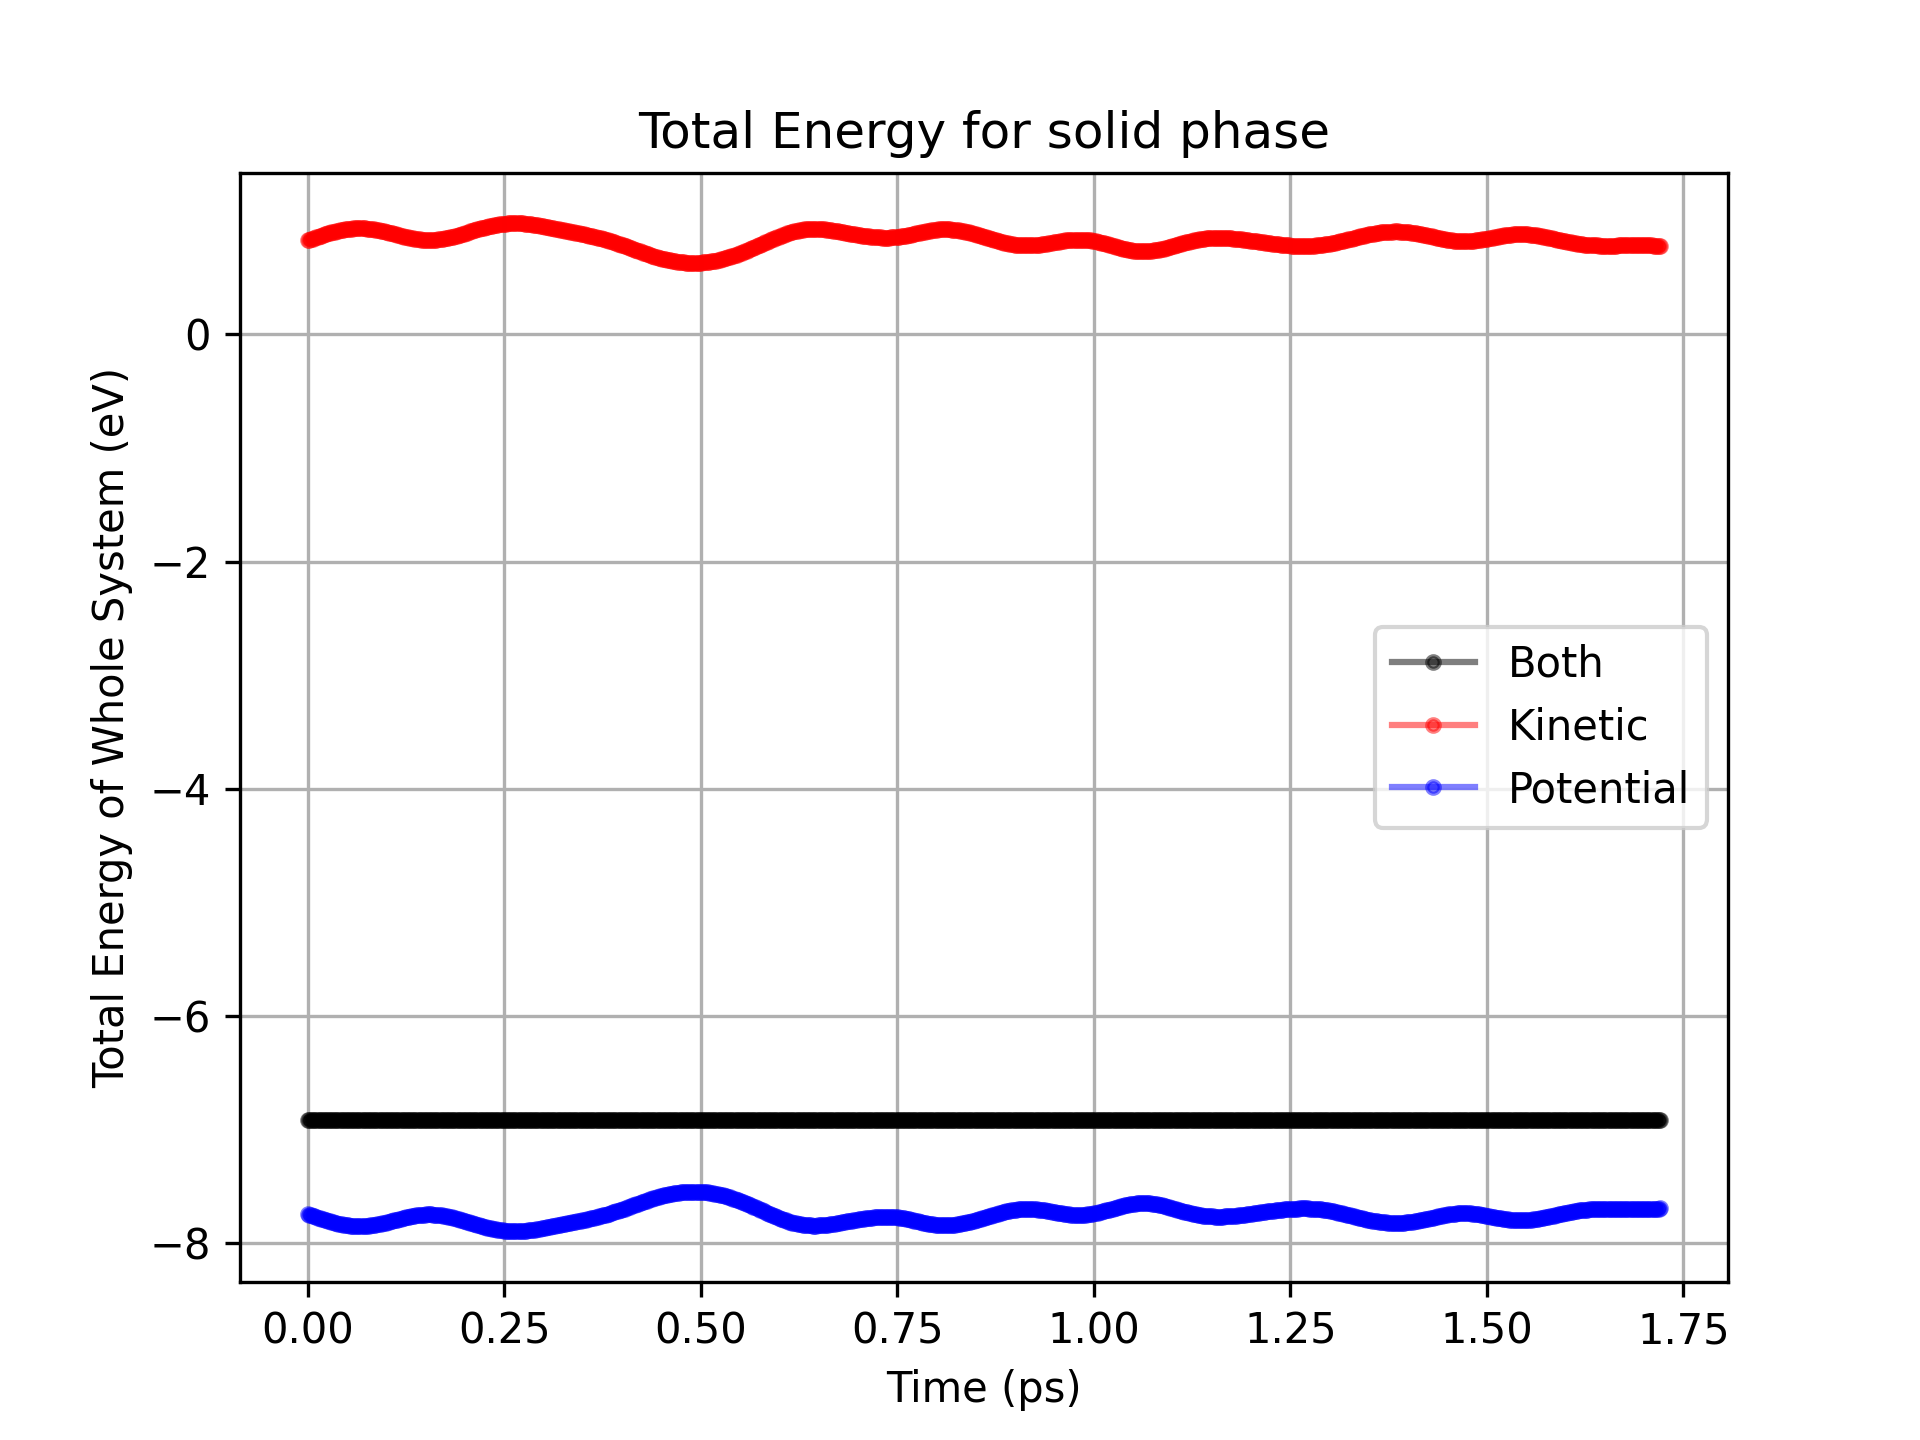 Total Energy for solid phase
Total Energy of Whole System (eV)
0
−2
−4
−6
−8
Both
Kinetic
Potential
0.00 0.25 0.50 0.75 1.00 1.25 1.50 1.75
Time (ps)